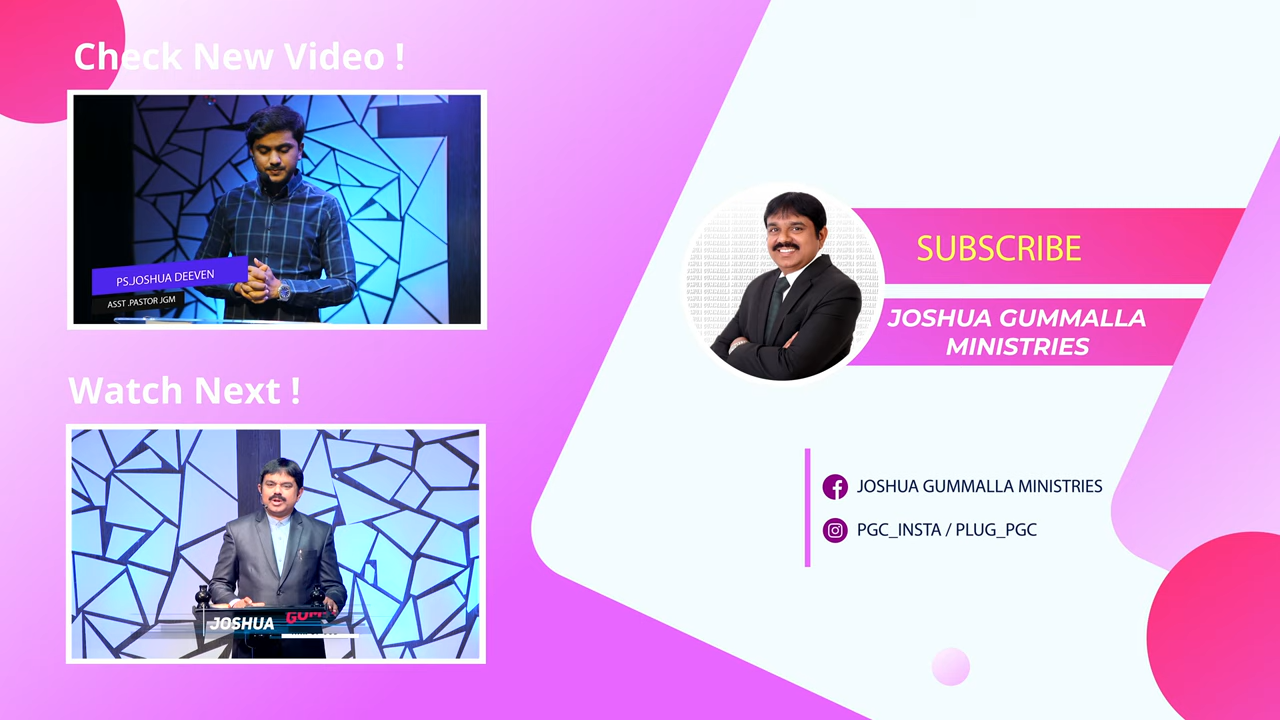 Check New Video !
PS.JOSHUA DEEVEN
ASST .PASTOR JGM
Watch Next !
JOSHUA
SUBSCRIBE
JOSHUA GUMMALLA
MINISTRIES
JOSHUA GUMMALLA MINISTRIES
PGC_INSTA / PLUG_PGC